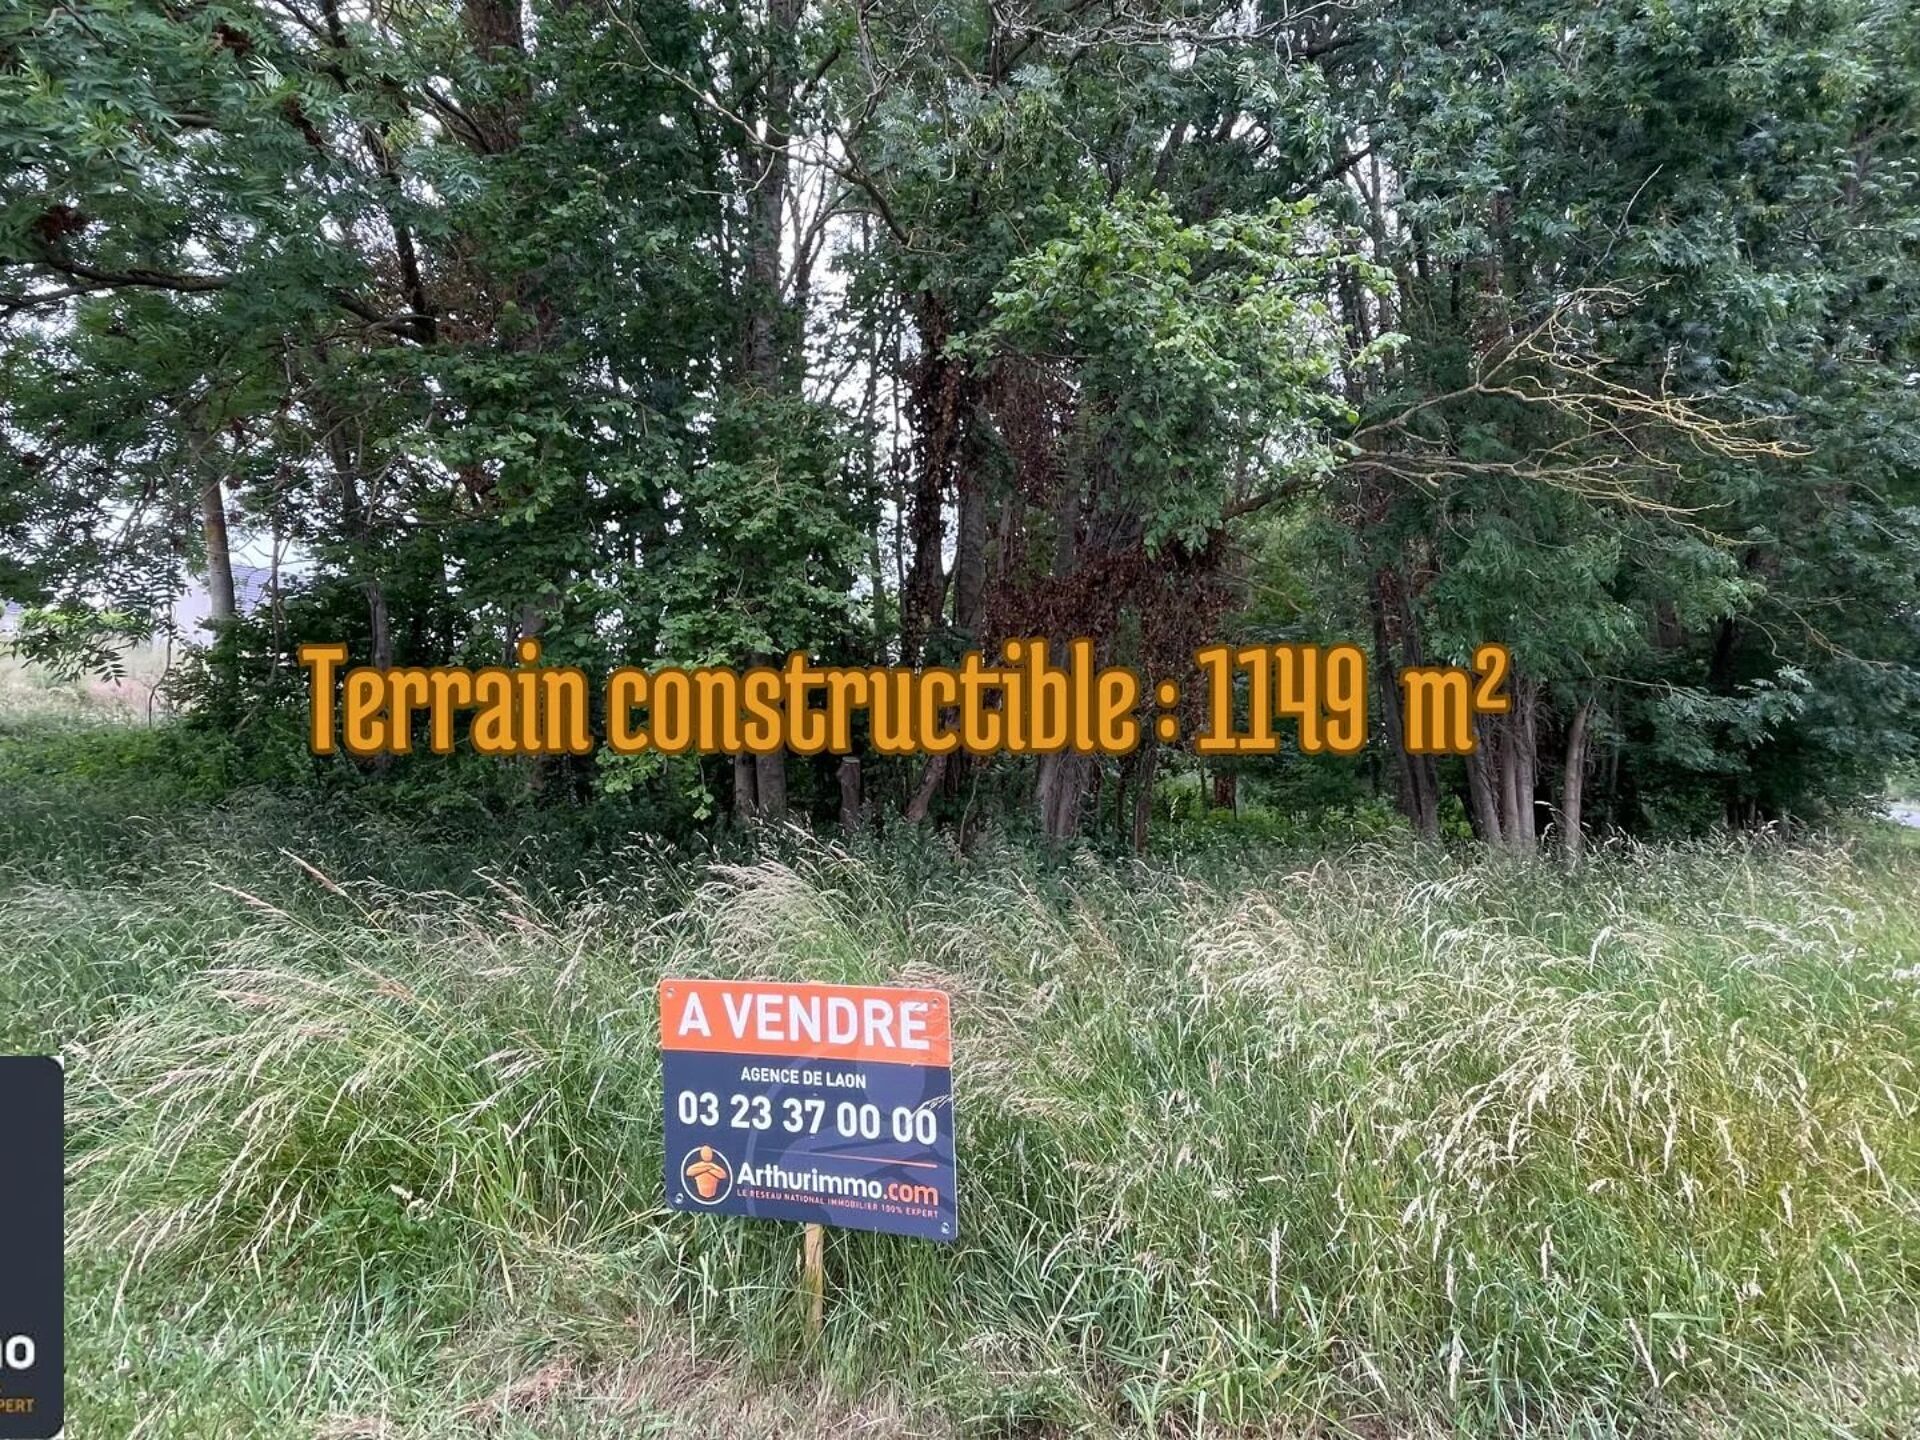 Terrain constructible : 1149 m²
A VENDRE
AGENCE DE LAON
03 23 37 00 00
Arthurimmo.com
LE RESEAU NATIONAL IMMOBILIER 100% EXPERT